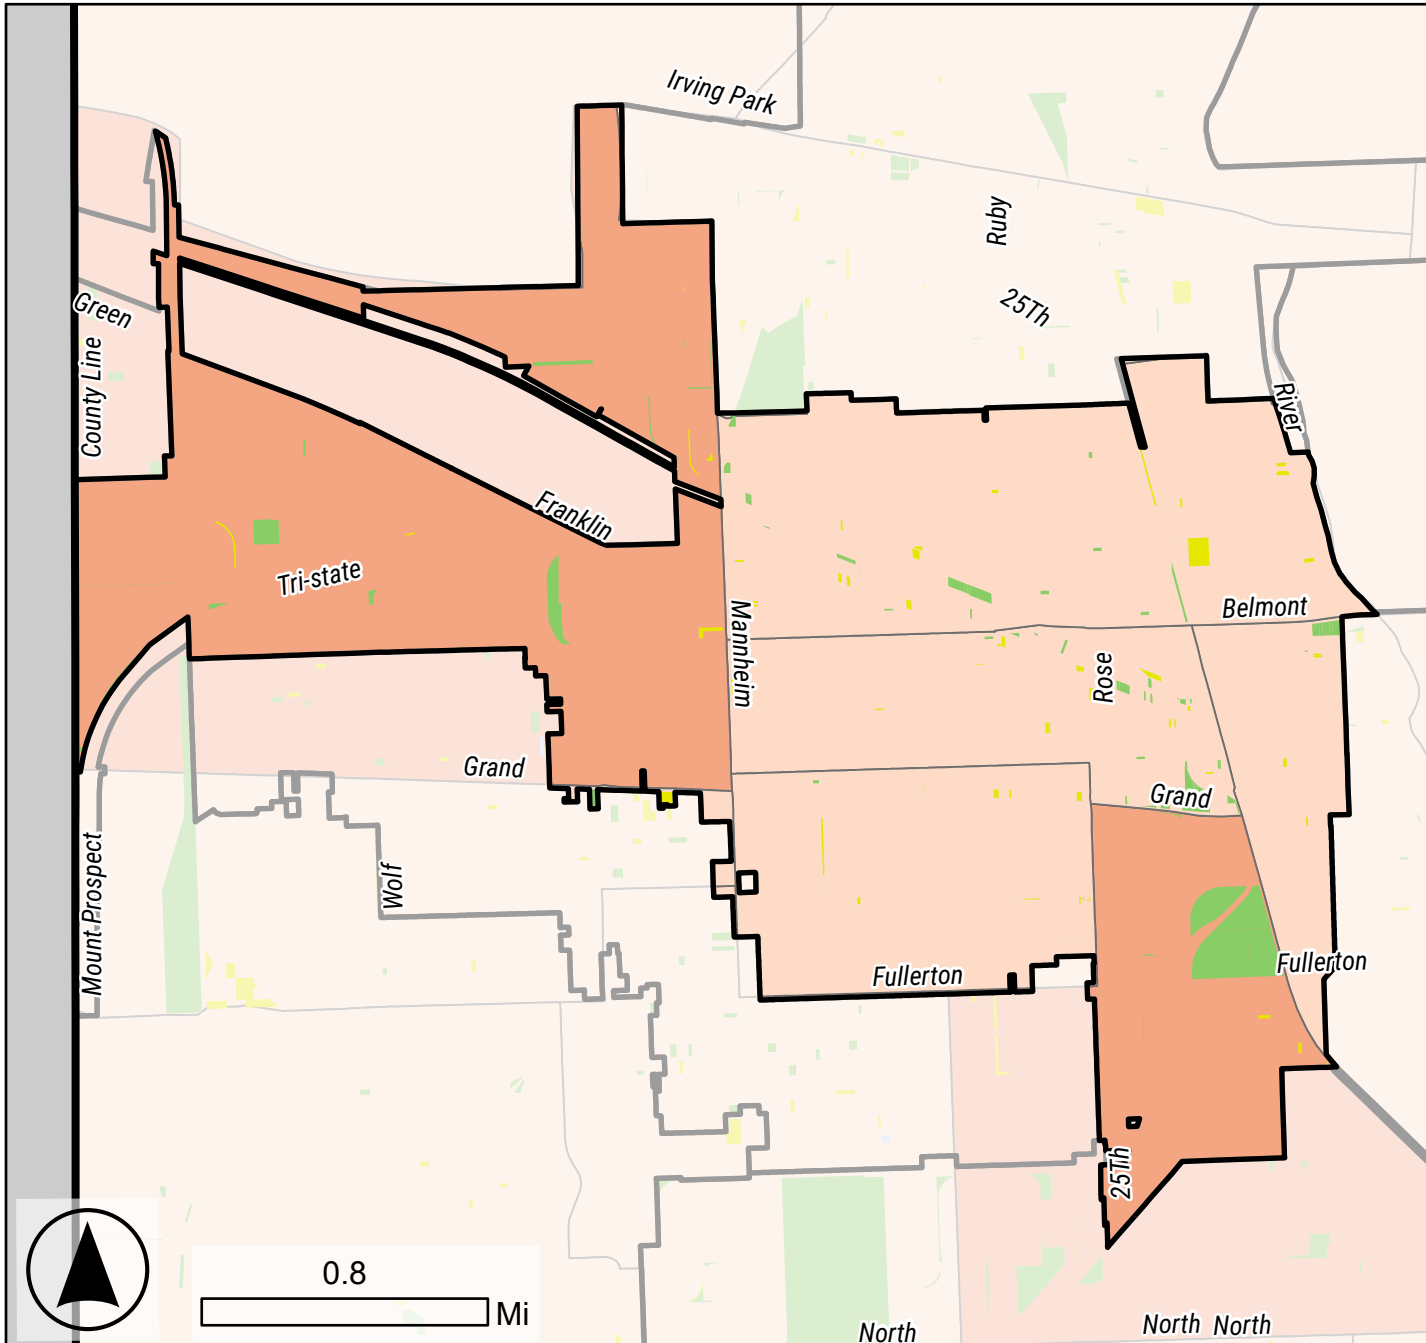 Irving Park
Ruby
25Th
Green
County Line
River
Franklin
Tri-state
Mannheim
Belmont
Rose
Grand
Grand
Mount Prospect
Wolf
Fullerton
Fullerton
25Th
0.8
Mi
North
North
North